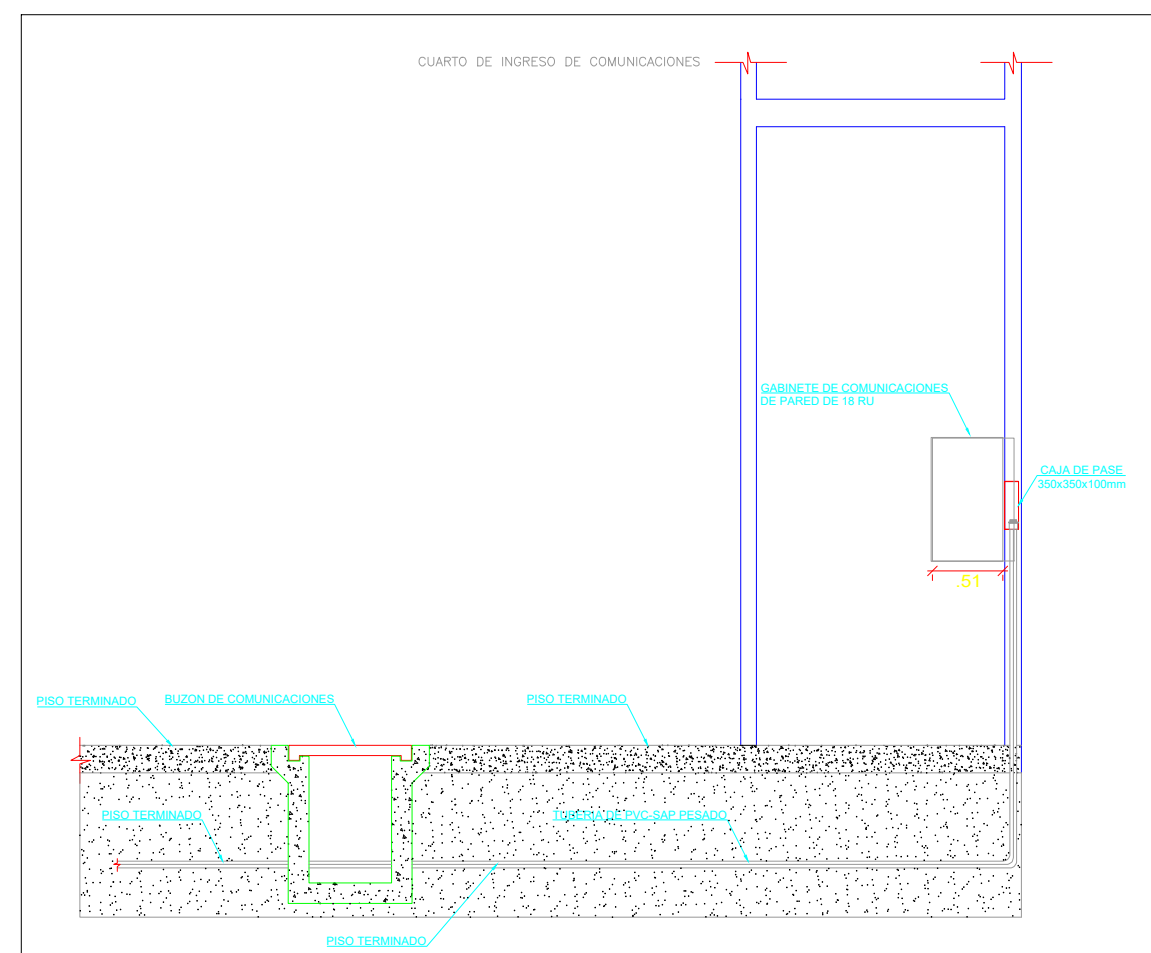 CUARTO DE INGRESO DE COMUNICACIONES
GABINETE DE COMUNICACIONES
DE PARED DE 18 RU
CAJA DE PASE
350x350x100mm
.51
PISO TERMINADO
BUZON DE COMUNICACIONES
PISO TERMINADO
PISO TERMINADO
TUBERIA DE PVC-SAP PESADO
PISO TERMINADO